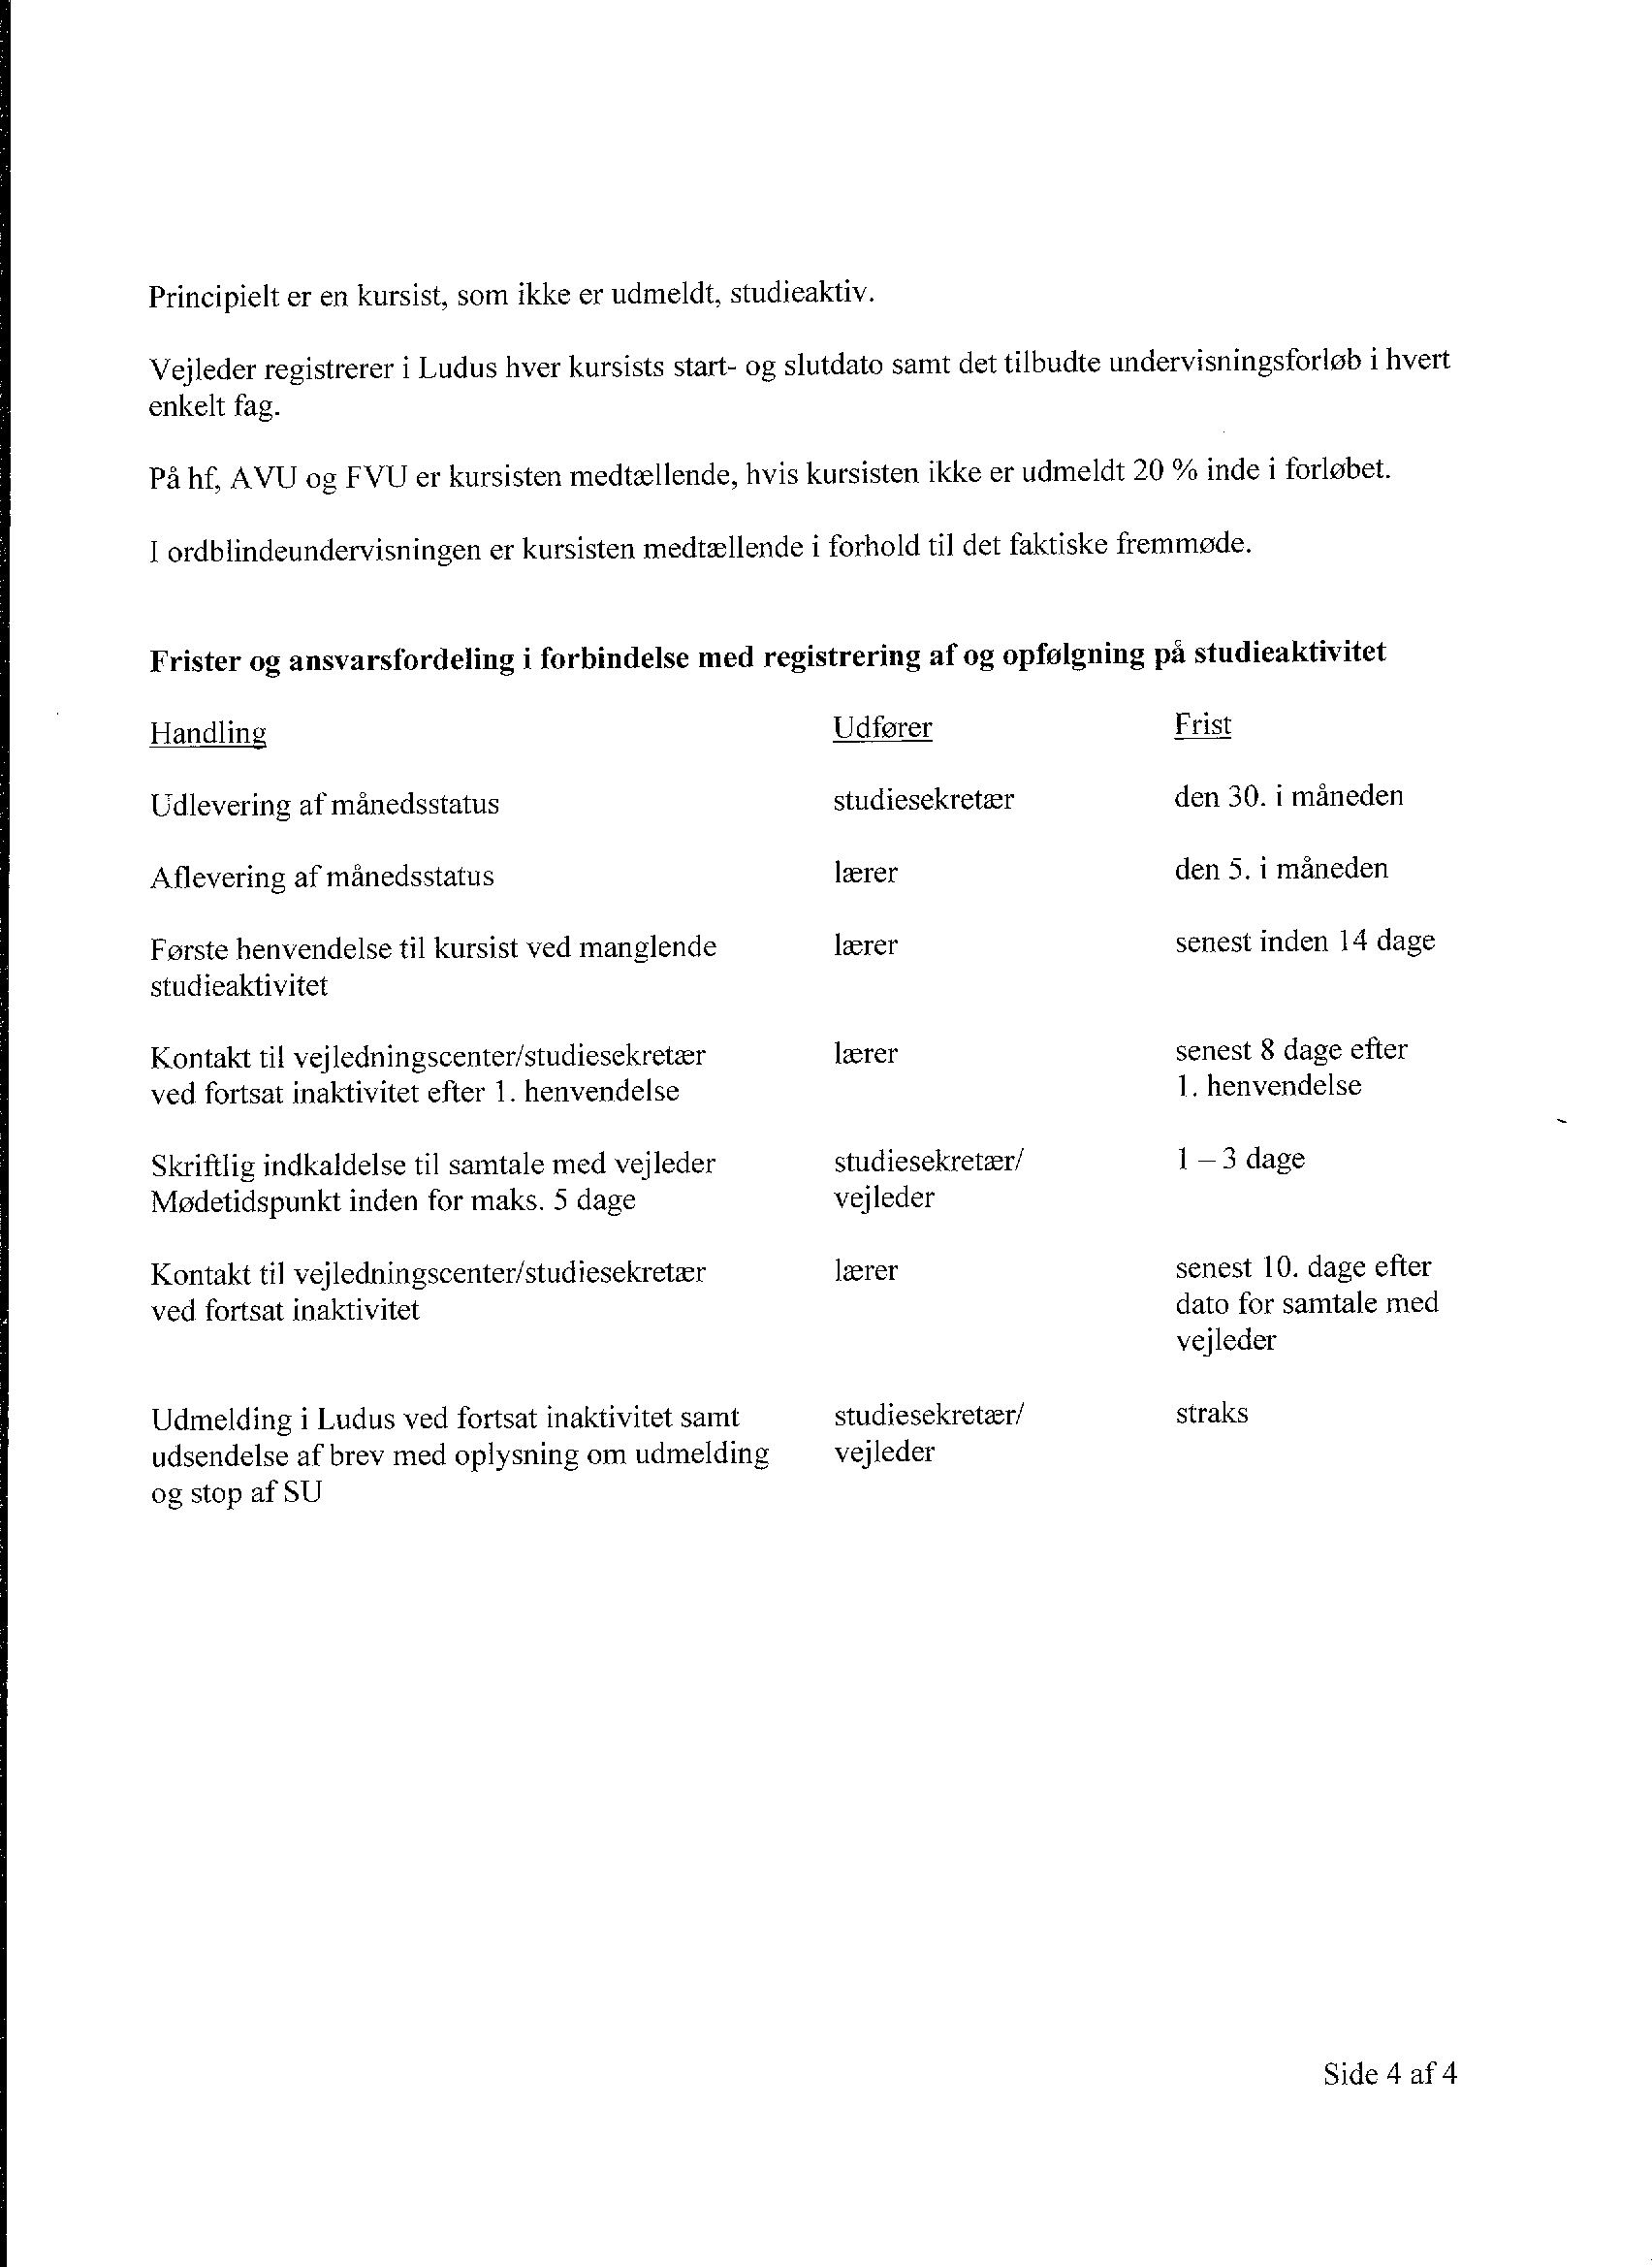 Principielt er en kursist, som ikke er udmeldt, studieaktiv.
Vejleder registrerer i Ludus hver kursists start- og slutdato samt det tilbudte undervisningsforløb i hvert
enkelt fag.
På hf, AVU og FVU er kursisten medtællende, hvis kursisten ikke er udmeldt 20 % inde i forløbet.
I ordblindeundervisningen er kursisten medtællende i forhold til det faktiske fremmøde.
Frister og ansvarsfordeling i forbindelse med registrering af og opfølgning på studieaktivitet
Handling Udfører Frist
Udlevering af månedsstatus studiesekretær den 30. i måneden
Aflevering af månedsstatus lærer den 5. i måneden
Første henvendelse til kursist ved manglende lærer senest inden 14 dage
studieaktivitet
Kontakt til vejledningscenter/studiesekretær lærer senest 8 dage efter
ved fortsat inaktivitet efter 1. henvendelse 1. henvendelse
Skriftlig indkaldelse til samtale med vejleder studiesekretær/ 1 – 3 dage
Mødetidspunkt inden for maks. 5 dage vejleder
Kontakt til vejledningscenter/studiesekretær lærer senest 10. dage efter
ved fortsat inaktivitet dato for samtale med
vejleder
Udmelding i Ludus ved fortsat inaktivitet samt studiesekretær/ straks
udsendelse af brev med oplysning om udmelding vejleder
og stop af SU
Side 4 af 4